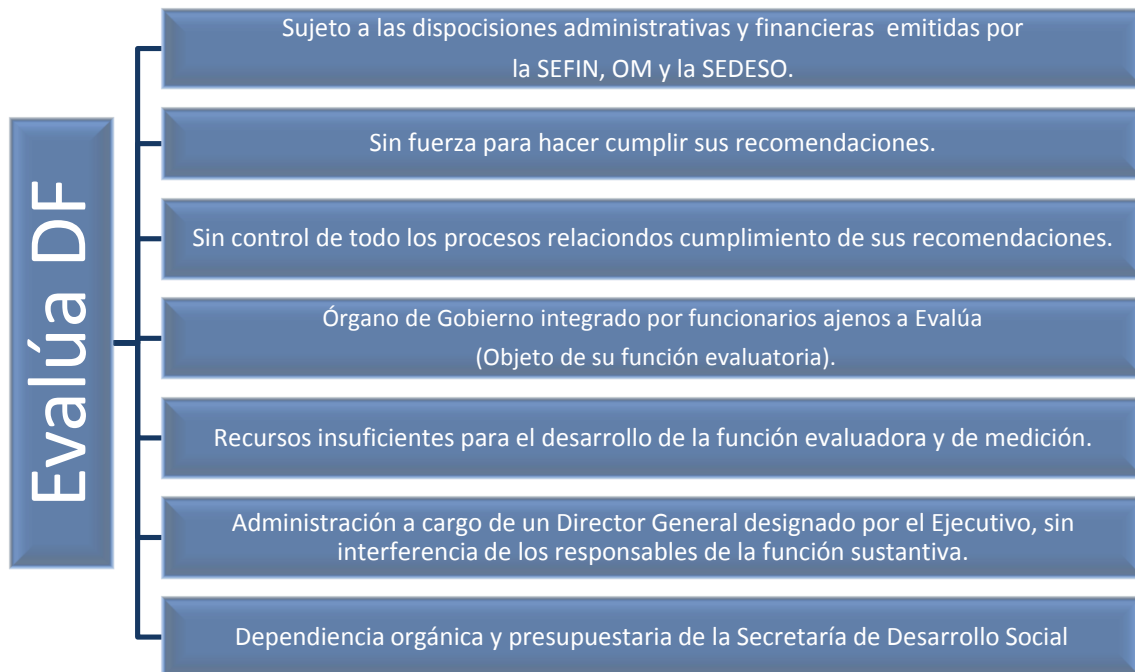 Evalúa DF
Sujeto a las dispocisiones administrativas y financieras emitidas por
la SEFIN, OM y la SEDESO.
Sin fuerza para hacer cumplir sus recomendaciones.
Sin control de todo los procesos relaciondos cumplimiento de sus recomendaciones.
Órgano de Gobierno integrado por funcionarios ajenos a Evalúa
(Objeto de su función evaluatoria).
Recursos insuficientes para el desarrollo de la función evaluadora y de medición.
Administración a cargo de un Director General designado por el Ejecutivo, sin
interferencia de los responsables de la función sustantiva.
Dependiencia orgánica y presupuestaria de la Secretaría de Desarrollo Social